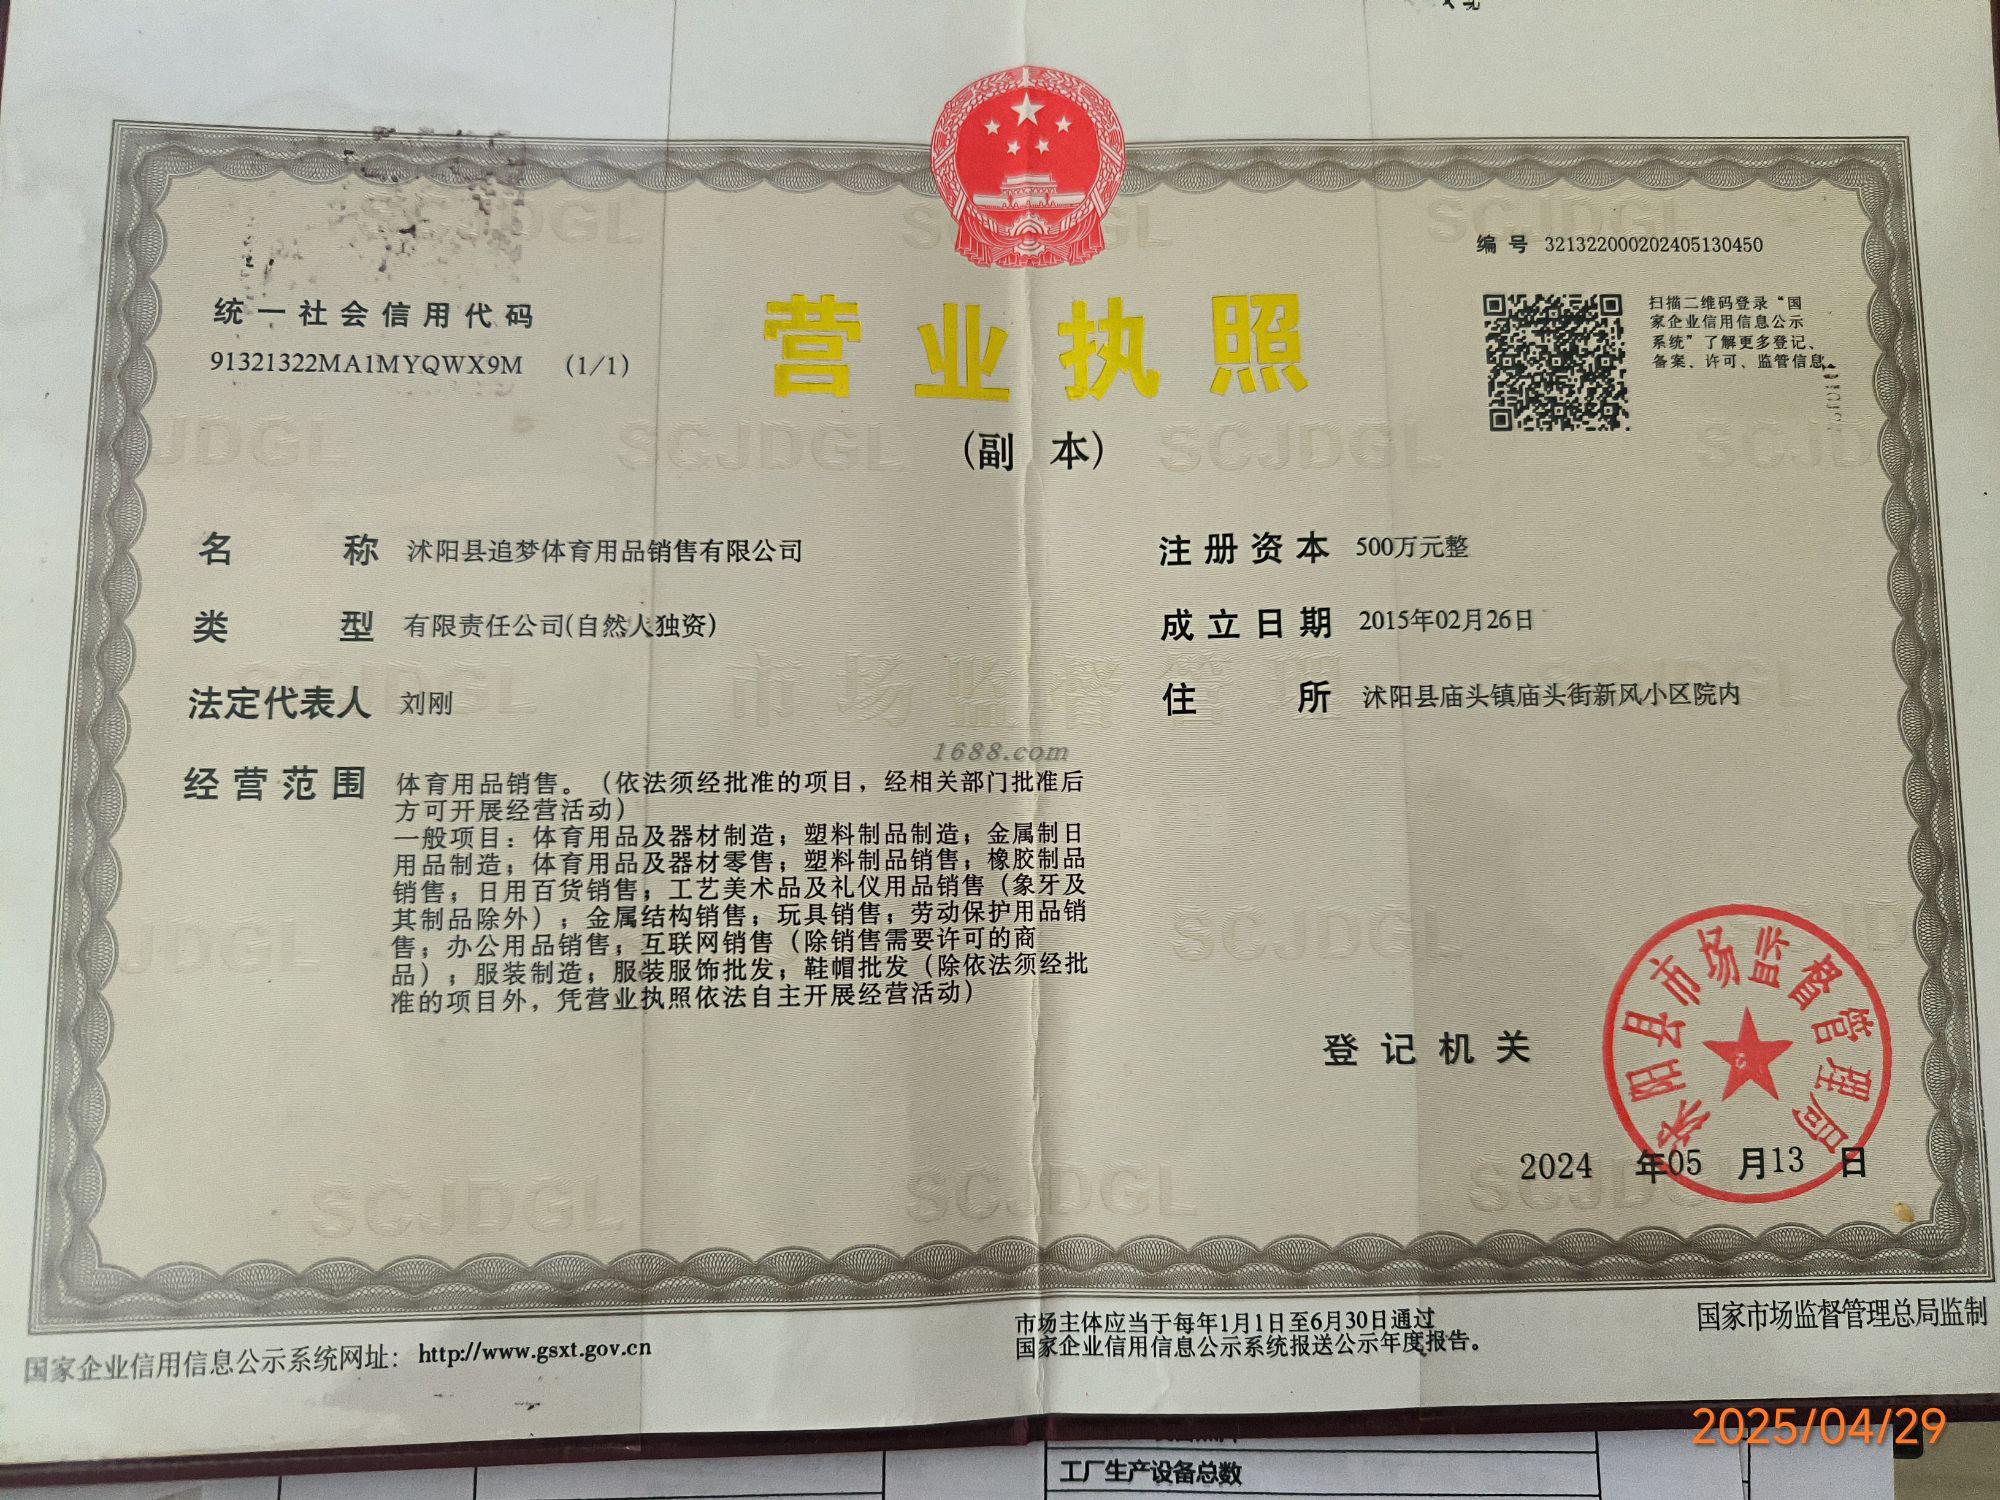 编 号 321322000202405130450
统一社会信用代码
91321322MA1MYQWX9M (1/1)
营业执照
(副 本)
扫描二维码登录“国
家企业信用信息公示
系统”了解更多登记、
备案、许可、监管信息
名 称 沭阳县追梦体育用品销售有限公司
类 型 有限责任公司(自然人独资)
法定代表人 刘刚
经营范围 体育用品销售。（依法须经批准的项目，经相关部门批准后
方可开展经营活动）
一般项目：体育用品及器材制造；塑料制品制造；金属制日
用品制造；体育用品及器材零售；塑料制品销售；橡胶制品
销售；日用百货销售；工艺美术品及礼仪用品销售（象牙及
其制品除外）；金属结构销售；玩具销售；劳动保护用品销
售；办公用品销售；互联网销售（除销售需要许可的商
品）；服装制造；服装服饰批发；鞋帽批发（除依法须经批
准的项目外，凭营业执照依法自主开展经营活动）
注册资本 500万元整
成立日期 2015年02月26日
住 所 沭阳县庙头镇庙头街新风小区院内
1688.com
市场监督管理
SCJDGL
登记机关
沭阳县市场监督管理局
2024 年05 月13 日
国家企业信用信息公示系统网址：http://www.gsxt.gov.cn
市场主体应当于每年1月1日至6月30日通过
国家企业信用信息公示系统报送公示年度报告。
国家市场监督管理总局监制
2025/04/29
工厂生产设备总数